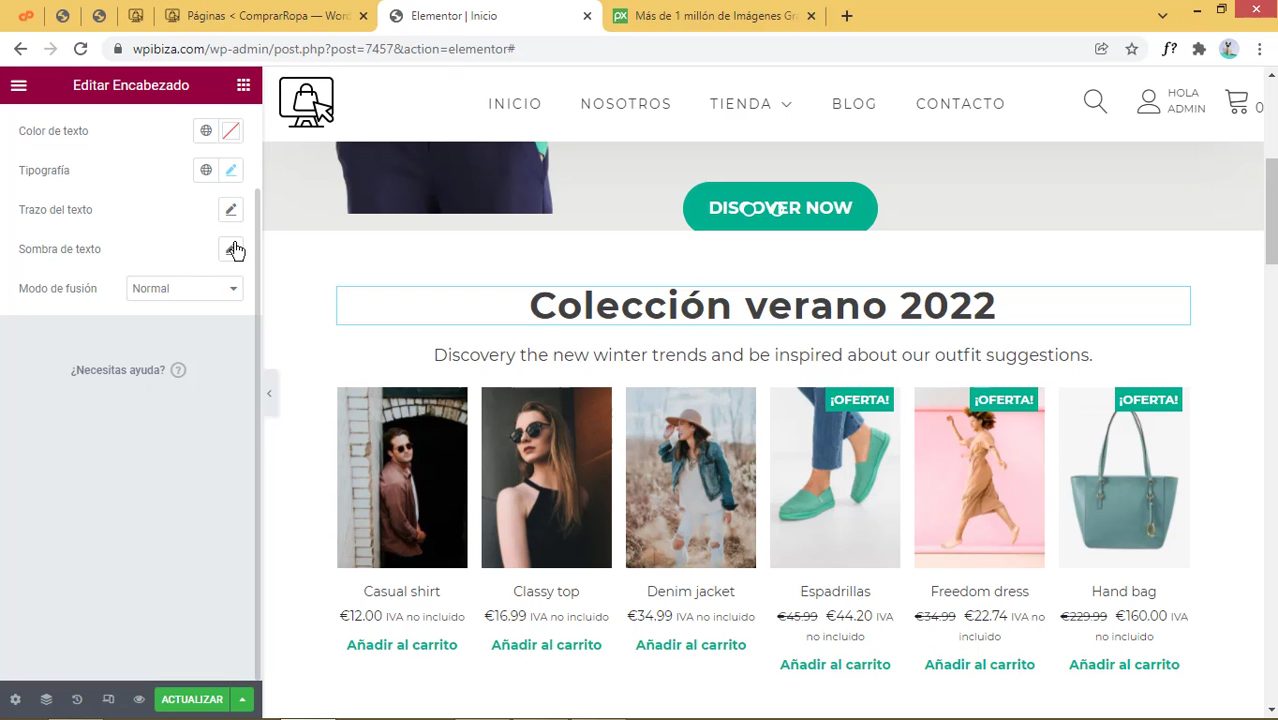 Páginas < ComprarRopa — Word
Elementor | Inicio
Más de 1 millón de Imágenes Gra
wpibiza.com/wp-admin/post.php?post=7457&action=elementor#
f?
Editar Encabezado
Color de texto
Tipografía
Trazo del texto
Sombra de texto
Modo de fusión
Normal
¿Necesitas ayuda? ?
ACTUALIZAR
INICIO
NOSOTROS
TIENDA
BLOG
CONTACTO
HOLA
ADMIN
0
DISCOVER NOW
Colección verano 2022
Discovery the new winter trends and be inspired about our outfit suggestions.
¡OFERTA!
¡OFERTA!
¡OFERTA!
Casual shirt
€12.00 IVA no incluido
Añadir al carrito
Classy top
€16.99 IVA no incluido
Añadir al carrito
Denim jacket
€34.99 IVA no incluido
Añadir al carrito
Espadrillas
€45.99 €44.20 IVA
no incluido
Añadir al carrito
Freedom dress
€34.99 €22.74 IVA no
incluido
Añadir al carrito
Hand bag
€229.99 €160.00 IVA
no incluido
Añadir al carrito